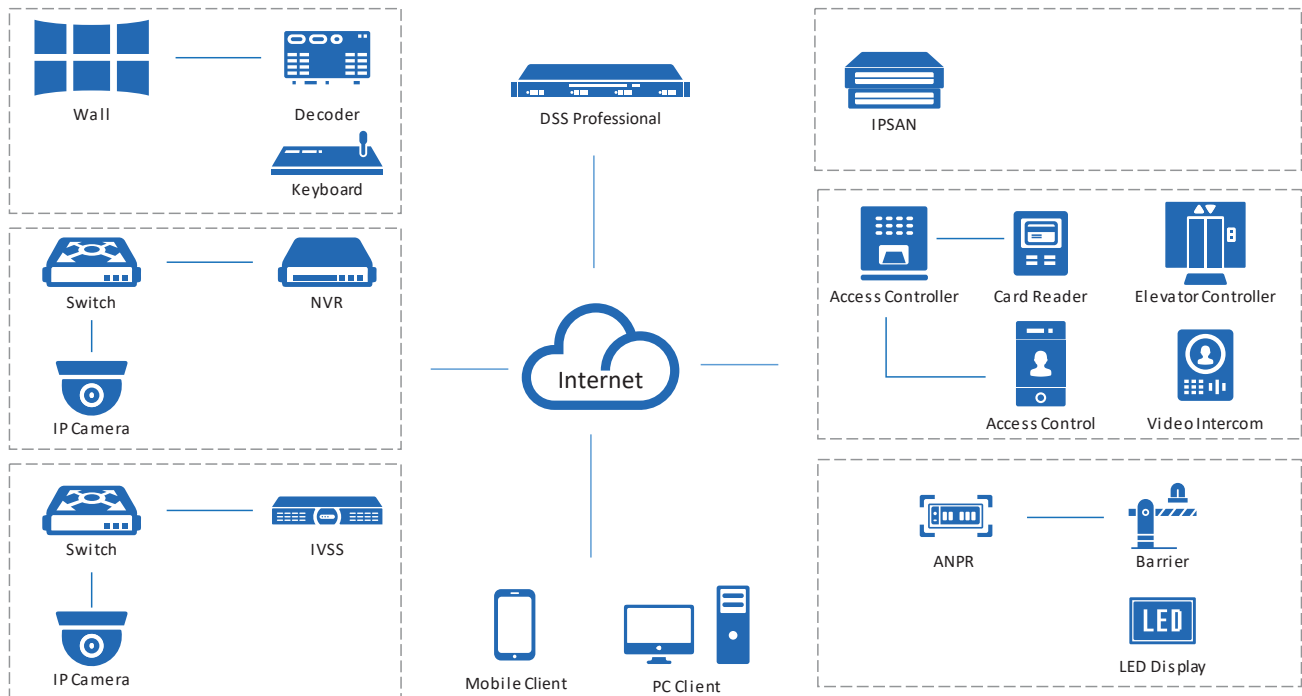 Wall
Decoder
Keyboard
Switch
NVR
IP Camera
Switch
IVSS
IP Camera
DSS Professional
Internet
Mobile Client
PC Client
IPSAN
Access Controller
Card Reader
Elevator Controller
Access Control
Video Intercom
ANPR
Barrier
LED
LED Display